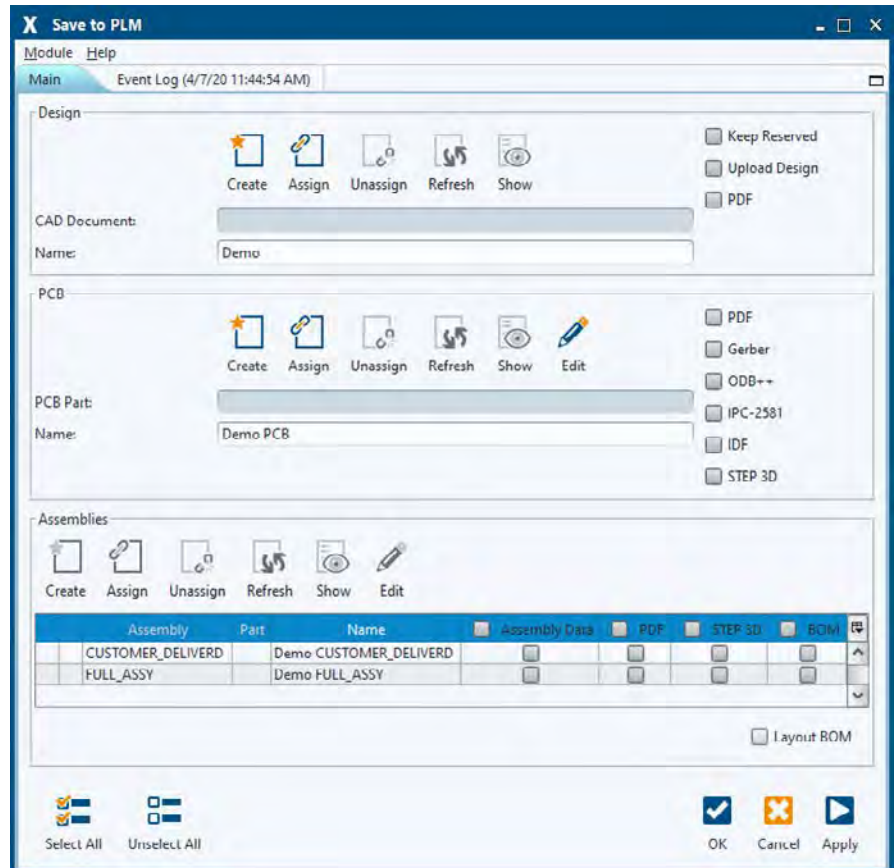 X Save to PLM
Module Help
Main Event Log (4/7/20 11:44:54 AM)
Design
Create Assign Unassign Refresh Show
Keep Reserved
Upload Design
PDF
CAD Document:
Name: Demo
PCB
Create Assign Unassign Refresh Show Edit
PDF
Gerber
ODB++
IPC-2581
IDF
STEP 3D
PCB Part:
Name: Demo PCB
Assemblies
Create Assign Unassign Refresh Show Edit
Assembly Part Name Assembly Data PDF STEP 3D BOM
CUSTOMER_DELIVERD Demo CUSTOMER_DELIVERD
FULL_ASSY Demo FULL_ASSY
Layout BOM
Select All Unselect All OK Cancel Apply